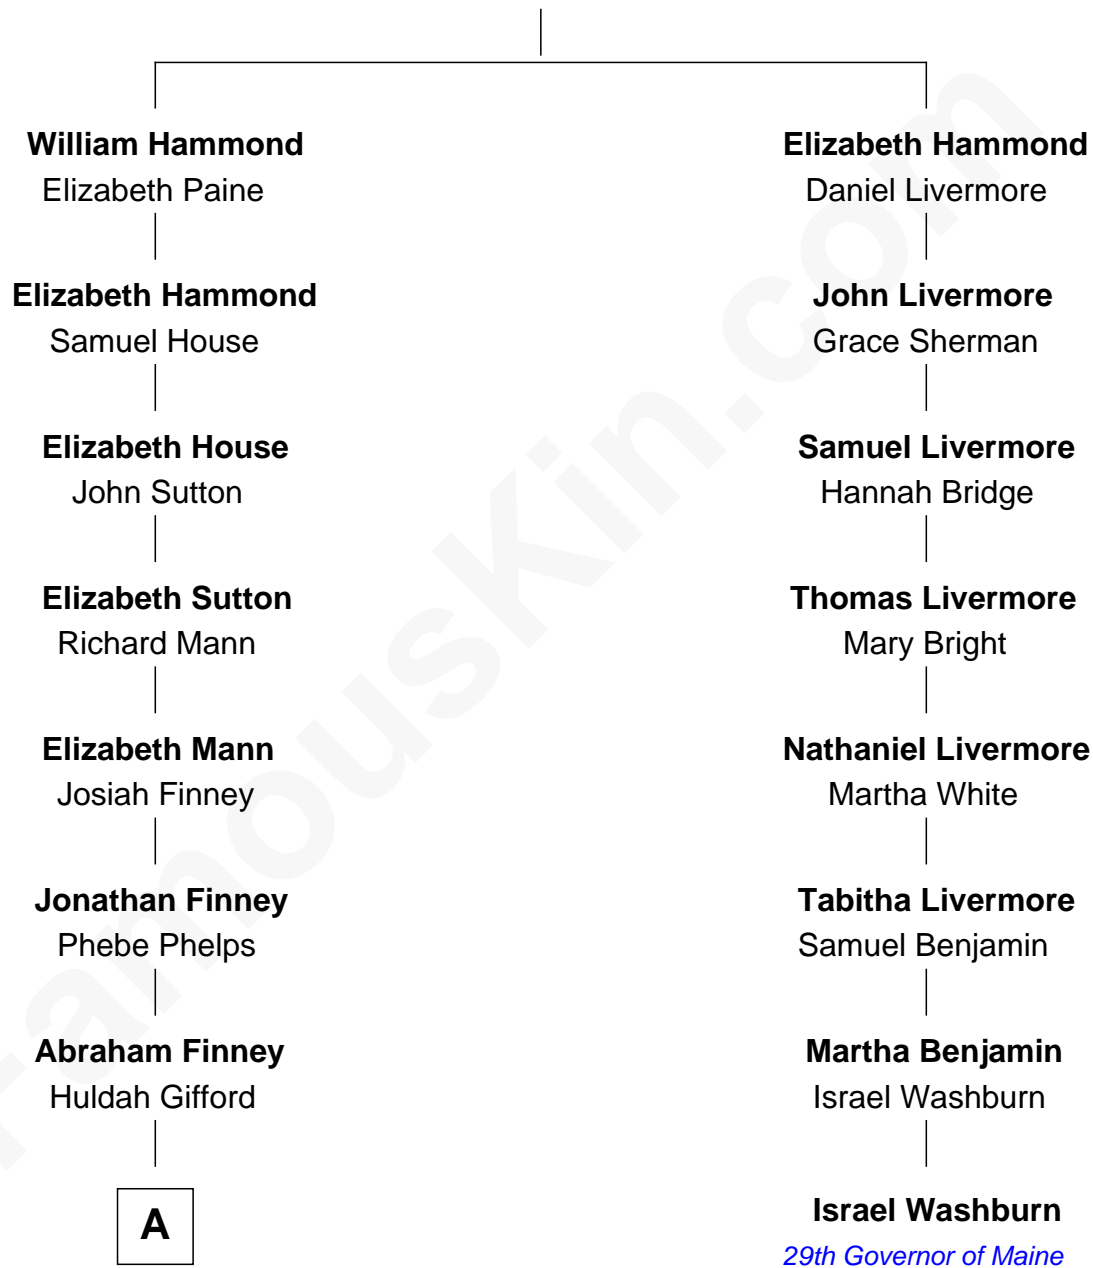 William Hammond
Elizabeth Paine
Elizabeth Hammond
Samuel House
Elizabeth House
John Sutton
Elizabeth Sutton
Richard Mann
Elizabeth Mann
Josiah Finney
Jonathan Finney
Phebe Phelps
Abraham Finney
Huldah Gifford
A
Elizabeth Hammond
Daniel Livermore
John Livermore
Grace Sherman
Samuel Livermore
Hannah Bridge
Thomas Livermore
Mary Bright
Nathaniel Livermore
Martha White
Tabitha Livermore
Samuel Benjamin
Martha Benjamin
Israel Washburn
Israel Washburn
29th Governor of Maine
FamousKin.com